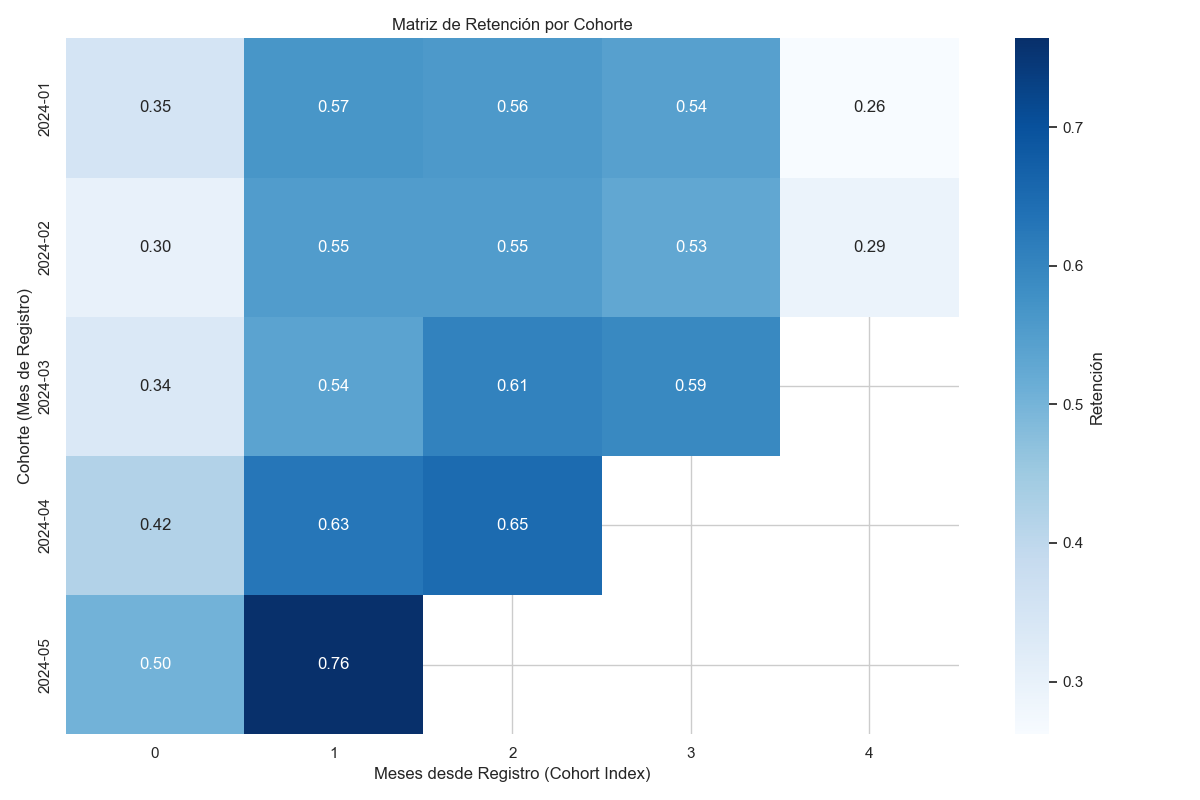 Matriz de Retención por Cohorte
Cohorte (Mes de Registro)
2024-01 0.35 0.57 0.56 0.54 0.26
2024-02 0.30 0.55 0.55 0.53 0.29
2024-03 0.34 0.54 0.61 0.59
2024-04 0.42 0.63 0.65
2024-05 0.50 0.76
0 1 2 3 4
Meses desde Registro (Cohort Index)
0.7
0.6
0.5
0.4
0.3
Retención